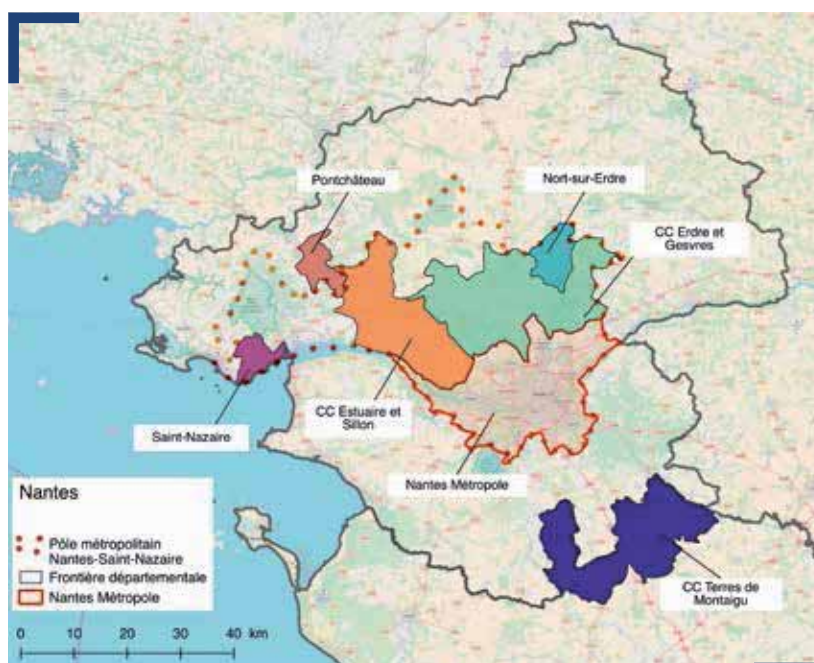 Pontchâteau
Nort-sur-Erdre
CC Erdre et
Gesvres
Saint-Nazaire
CC Estuaire et
Sillon
Nantes Métropole
CC Terres de
Montaigu
Nantes
Pôle métropolitain
Nantes-Saint-Nazaire
Frontière départementale
Nantes Métropole
0 10 20 30 40 km